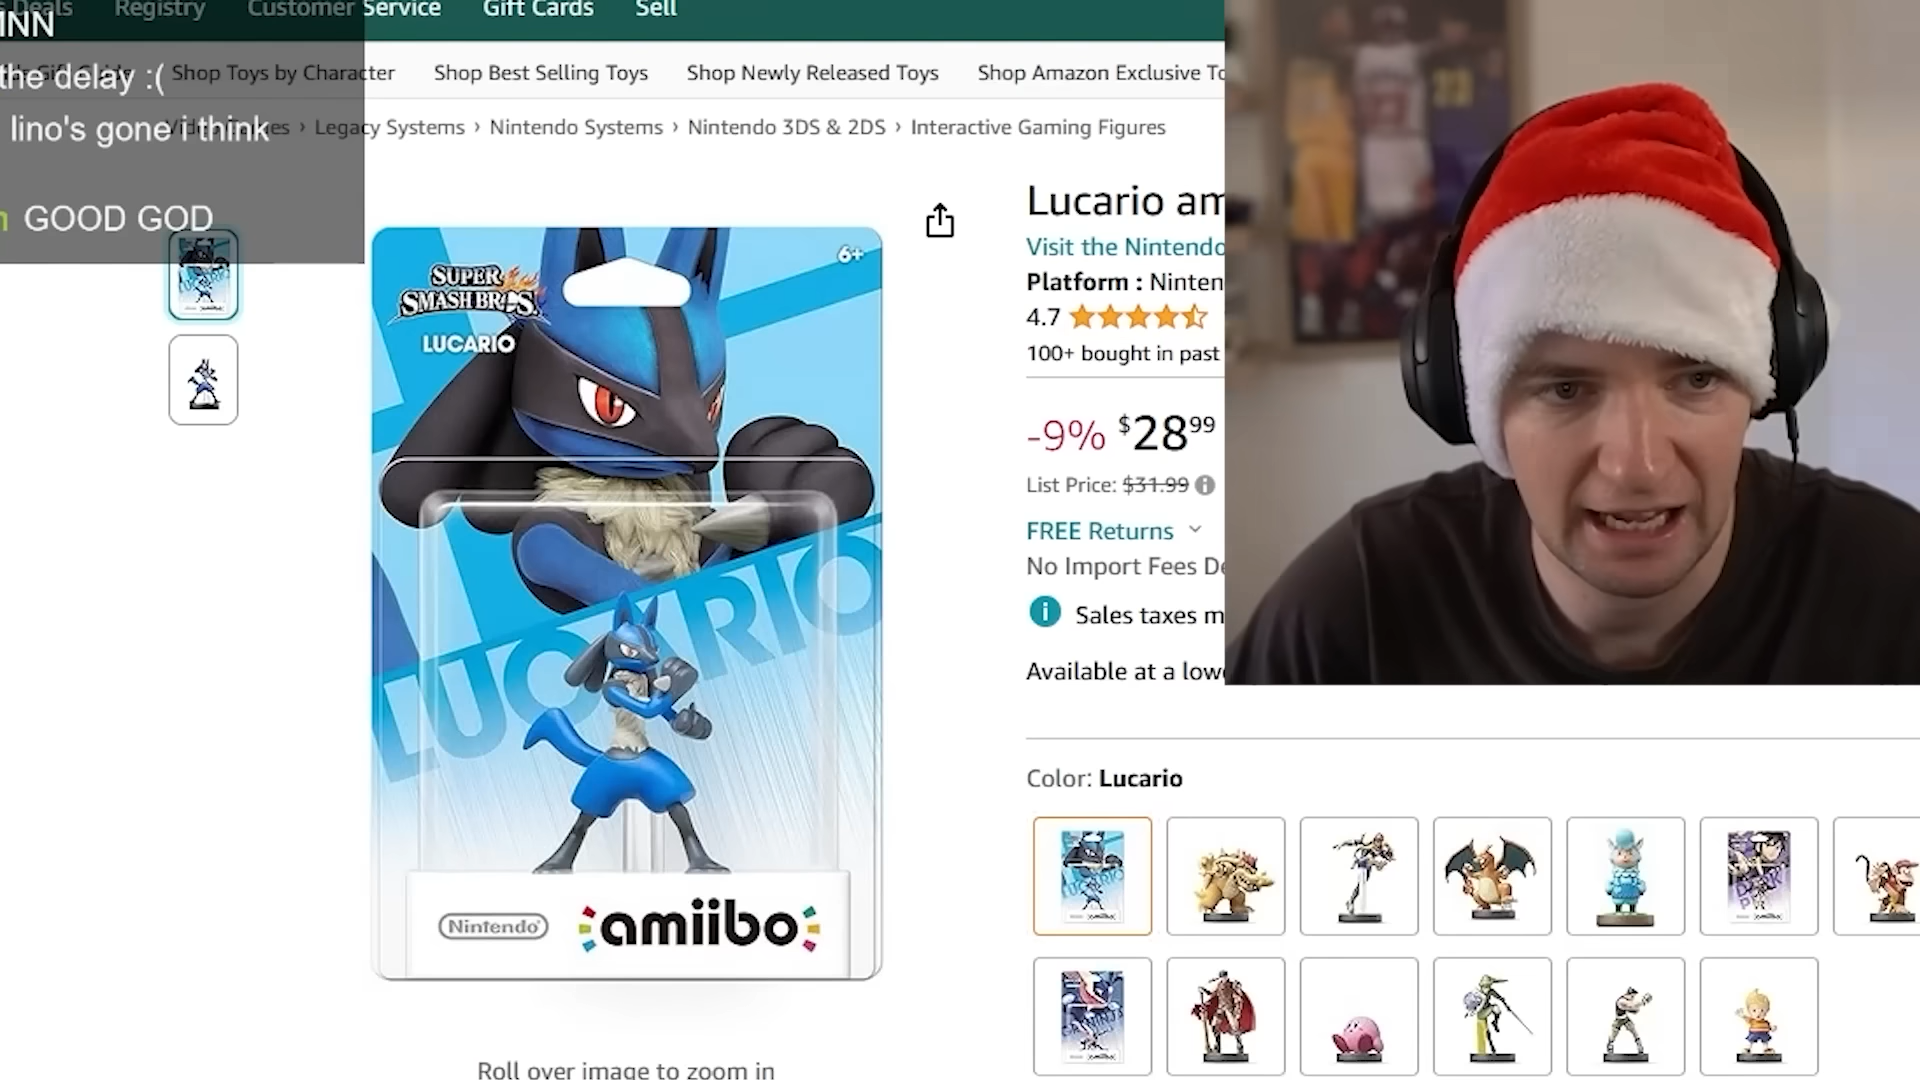 Deals Registry Customer Service Gift Cards Sell
INN
the delay :(
lino's gone i think
GOOD GOD
Shop Toys by Character Shop Best Selling Toys Shop Newly Released Toys Shop Amazon Exclusive To
Legacy Systems › Nintendo Systems › Nintendo 3DS & 2DS › Interactive Gaming Figures
SUPER
SMASH BROS.
LUCARIO
6+
LUCARIO
Nintendo
amiibo
Roll over image to zoom in
Lucario am
Visit the Nintendo
Platform : Ninten
4.7
100+ bought in past
-9% $28.99
List Price: $31.99
FREE Returns
No Import Fees De
Sales taxes m
Available at a lowe
Color: Lucario